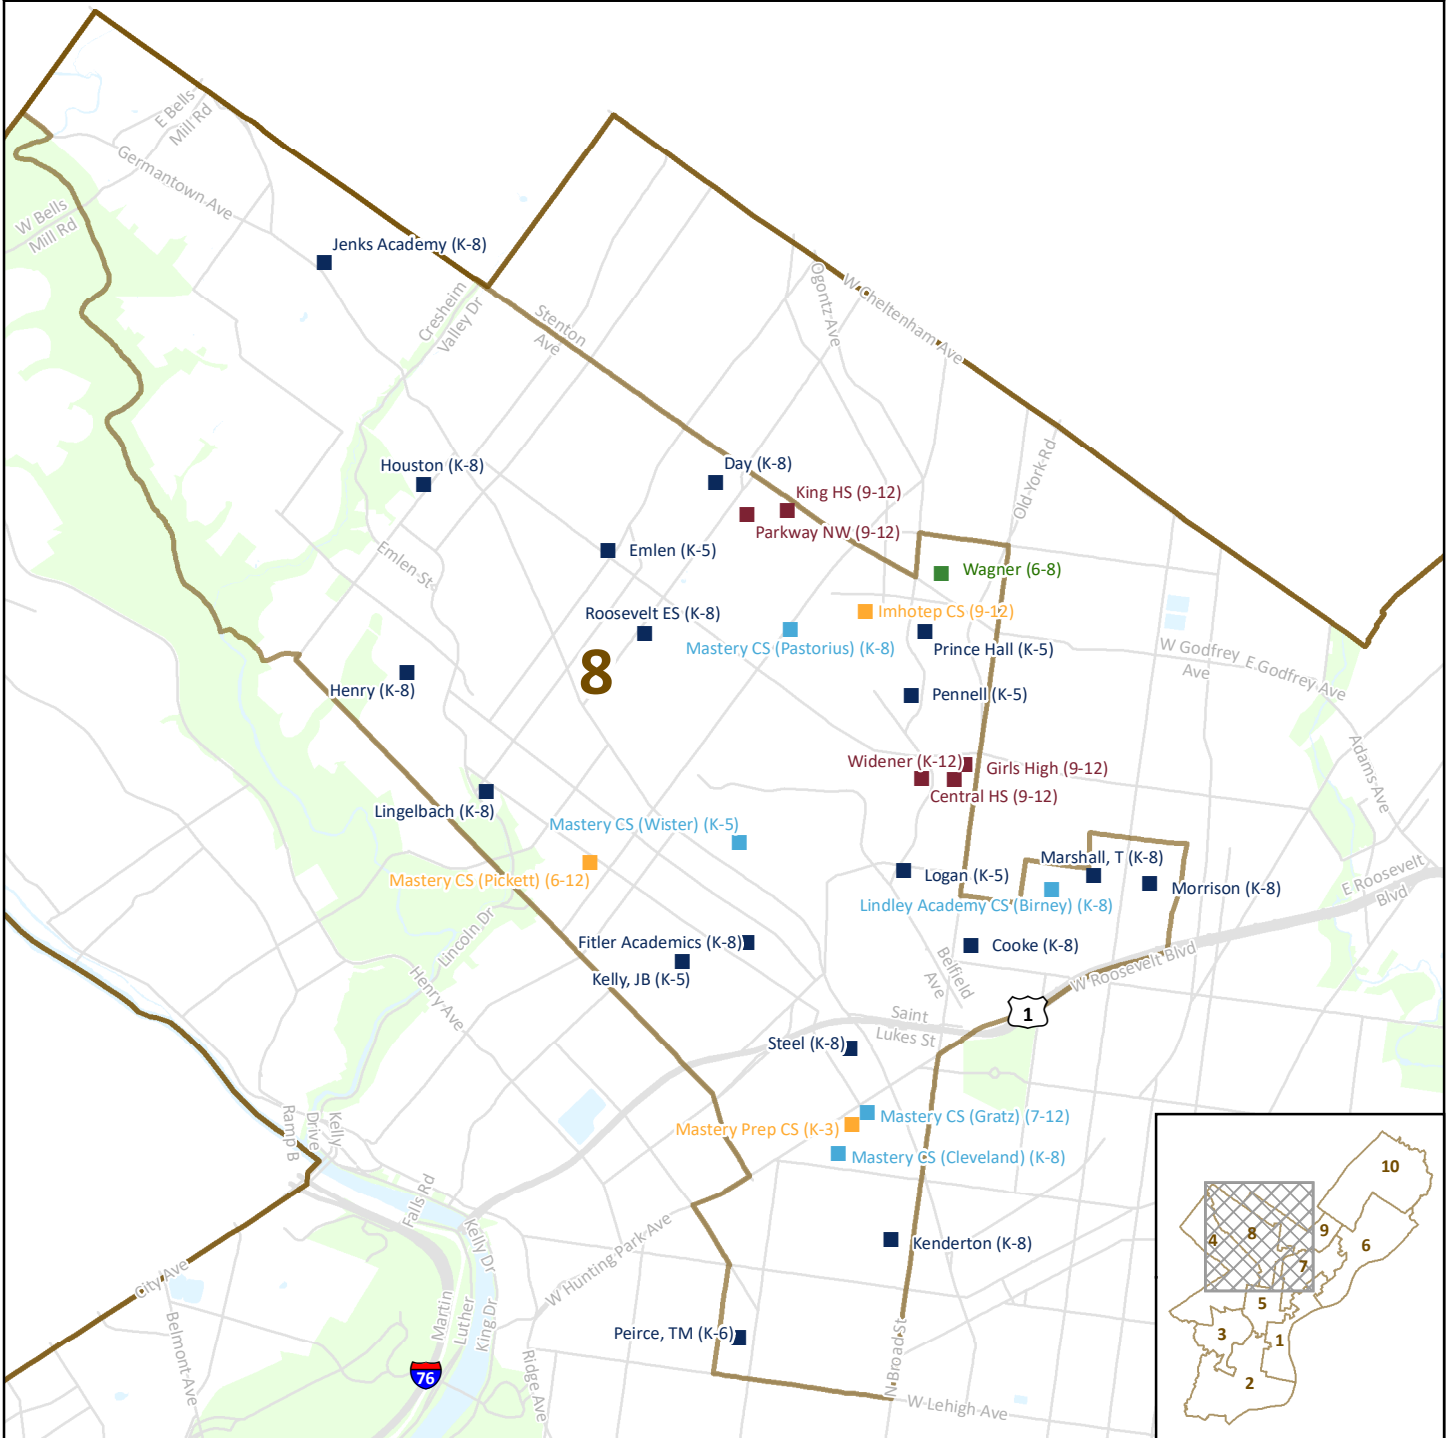 E Bells
Mill Rd
Germantown Ave
W Bells
Mill Rd
Jenks Academy (K-8)
Cresheim
Valley Dr
Stenton
Ave
Ogontz Ave
W Cheltenham Ave
Old York Rd
Houston (K-8)
Day (K-8)
King HS (9-12)
Parkway NW (9-12)
Emlen St
Emlen (K-5)
Wagner (6-8)
Imhotep CS (9-12)
Roosevelt ES (K-8)
Mastery CS (Pastorius) (K-8)
Prince Hall (K-5)
W Godfrey
Ave
E Godfrey Ave
8
Henry (K-8)
Pennell (K-5)
Adams Ave
Widener (K-12)
Girls High (9-12)
Central HS (9-12)
Lingelbach (K-8)
Mastery CS (Wister) (K-5)
Mastery CS (Pickett) (6-12)
Marshall, T (K-8)
Logan (K-5)
Morrison (K-8)
E Roosevelt
Blvd
Lindley Academy CS (Birney) (K-8)
Lincoln Dr
Fitler Academics (K-8)
Kelly, JB (K-5)
Cooke (K-8)
Belfield
Ave
W Roosevelt Blvd
Henry Ave
1
Saint
Lukes St
Steel (K-8)
Ramp B
Kelly
Drive
Mastery CS (Gratz) (7-12)
Mastery Prep CS (K-3)
Mastery CS (Cleveland) (K-8)
Falls Rd
Kelly Dr
W Hunting Park Ave
Kenderton (K-8)
City Ave
Belmont Ave
Martin
Luther
King Dr
Peirce, TM (K-6)
Ridge Ave
76
N Broad St
W Lehigh Ave
10
9
8
4
6
7
5
3
1
2